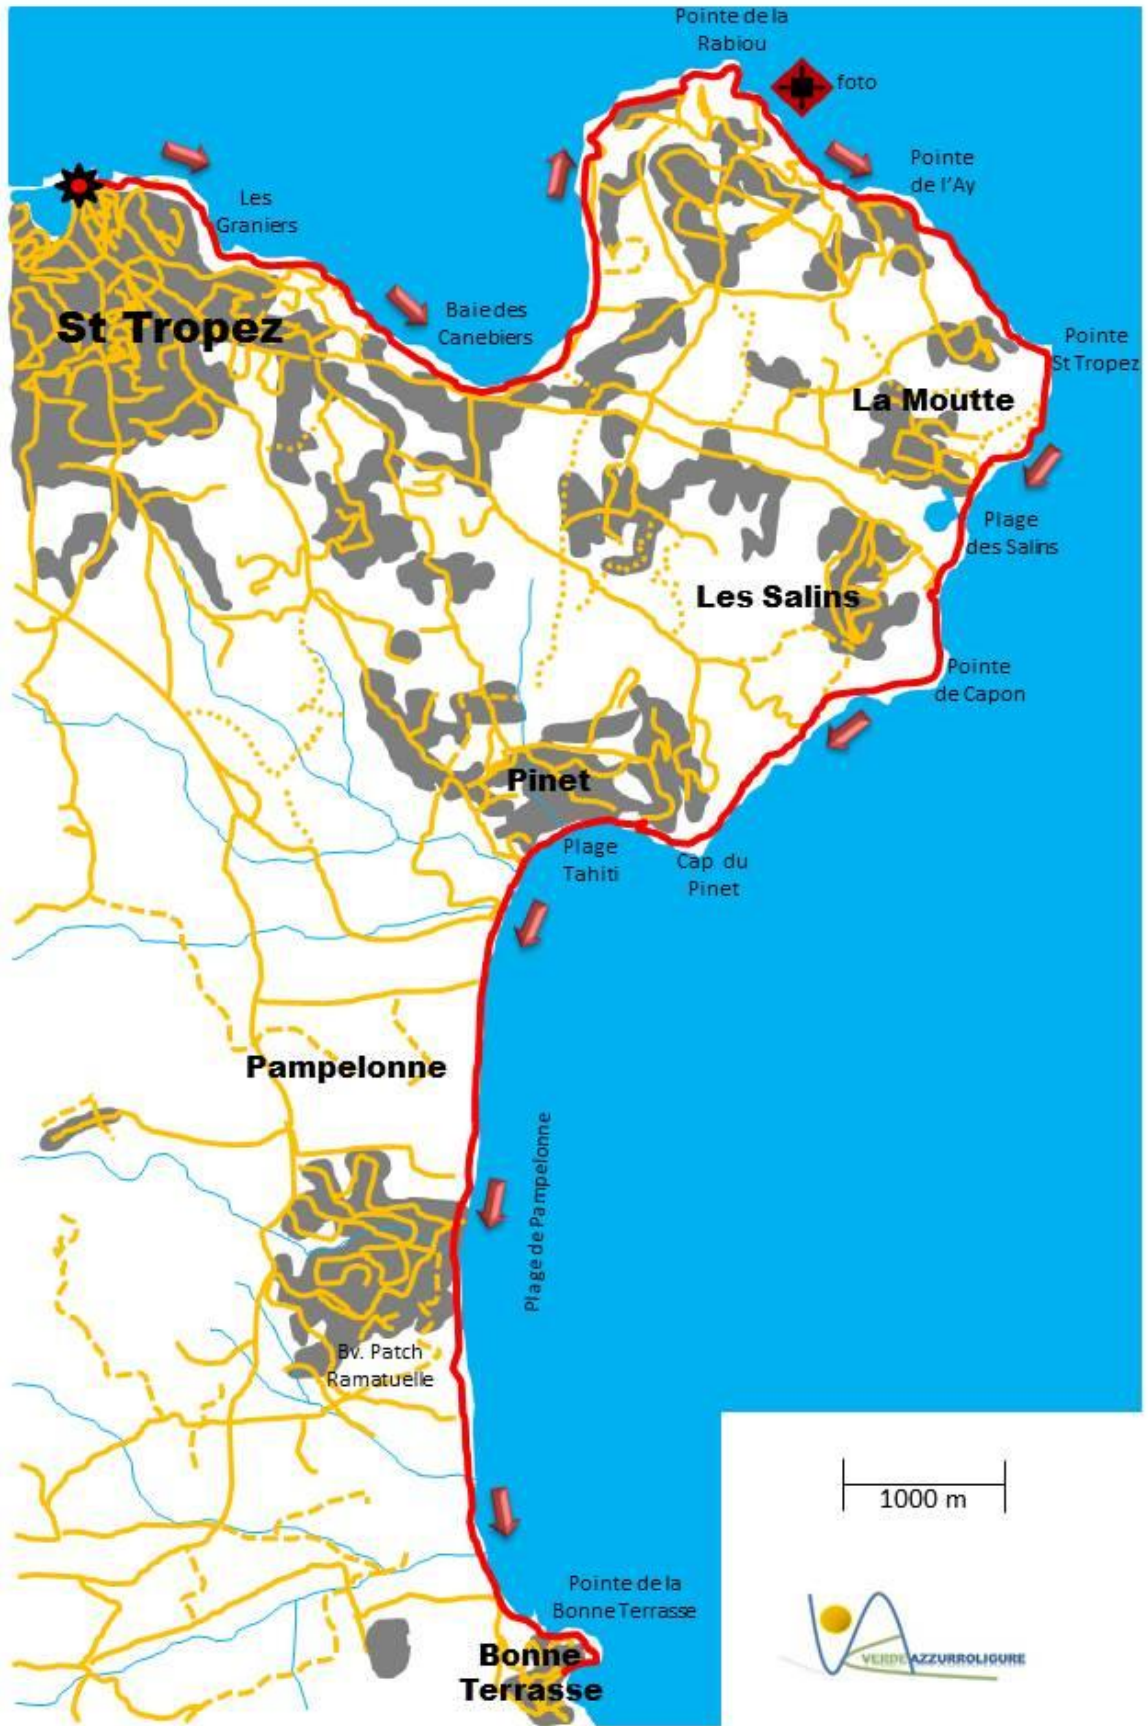 Pointe de la
Rabiou
foto
Pointe
de l'Ay
Les
Graniers
Baie des
Canebiers
St Tropez
Pointe
St Tropez
La Moutte
Plage
des Salins
Les Salins
Pointe
de Capon
Pinet
Plage
Tahiti
Cap du
Pinet
Pampelonne
Plage de Pampelonne
Bv. Patch
Ramatuelle
1000 m
Pointe de la
Bonne Terrasse
Bonne
Terrasse
VERDEAZZURROLIGURE